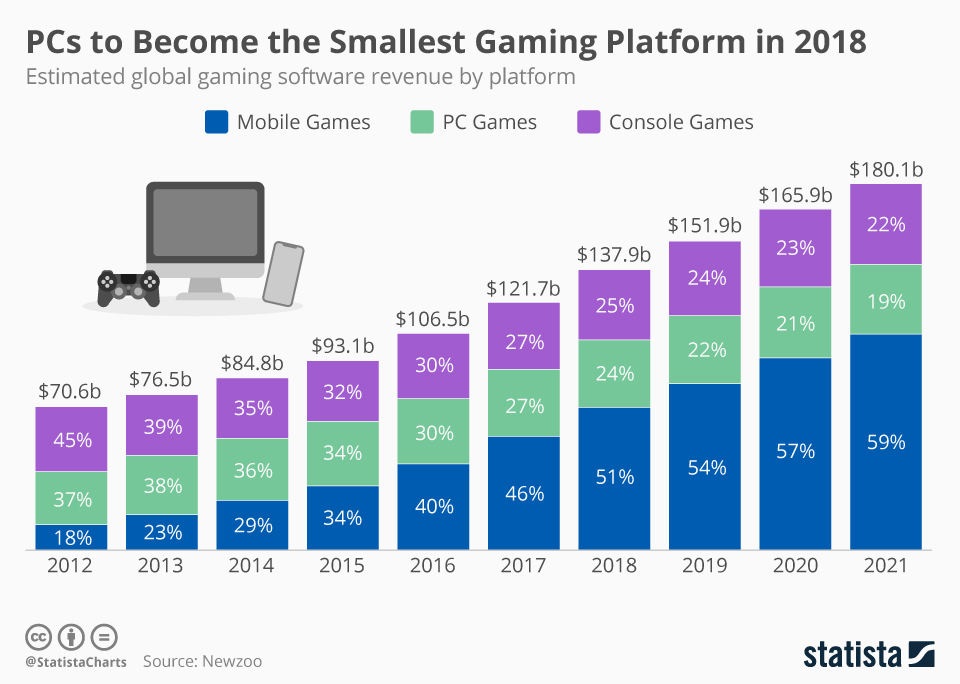 PCs to Become the Smallest Gaming Platform in 2018
Estimated global gaming software revenue by platform
Mobile Games PC Games Console Games
$70.6b
45%
37%
18%
2012
$76.5b
39%
38%
23%
2013
$84.8b
35%
36%
29%
2014
$93.1b
32%
34%
34%
2015
$106.5b
30%
30%
40%
2016
$121.7b
27%
27%
46%
2017
$137.9b
25%
24%
51%
2018
$151.9b
24%
22%
54%
2019
$165.9b
23%
21%
57%
2020
$180.1b
22%
19%
59%
2021
cc
@StatistaCharts Source: Newzoo
statista